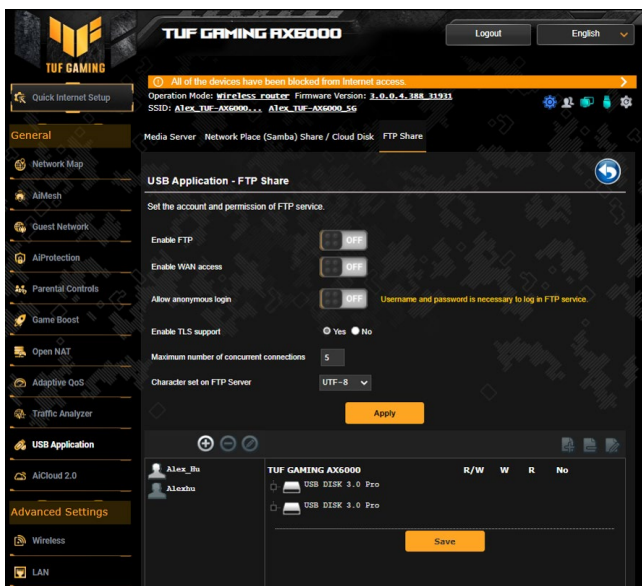 TUF GAMING
TUF GAMING AX6000
Logout
English
All of the devices have been blocked from Internet access.
Quick Internet Setup
Operation Mode: Wireless router Firmware Version: 3.0.0.4.388_31931
SSID: Alex_TUF-AX6000... Alex_TUF-AX6000_5G
General
Media Server Network Place (Samba) Share / Cloud Disk FTP Share
Network Map
AiMesh
Guest Network
AiProtection
Parental Controls
Game Boost
Open NAT
Adaptive QoS
Traffic Analyzer
USB Application
AiCloud 2.0
Advanced Settings
Wireless
LAN
USB Application - FTP Share
Set the account and permission of FTP service.
Enable FTP OFF
Enable WAN access OFF
Allow anonymous login OFF Username and password is necessary to log in FTP service.
Enable TLS support Yes No
Maximum number of concurrent connections 5
Character set on FTP Server UTF-8
Apply
Alex_Hu
Alexhu
TUF GAMING AX6000 R/W W R No
USB DISK 3.0 Pro
USB DISK 3.0 Pro
Save